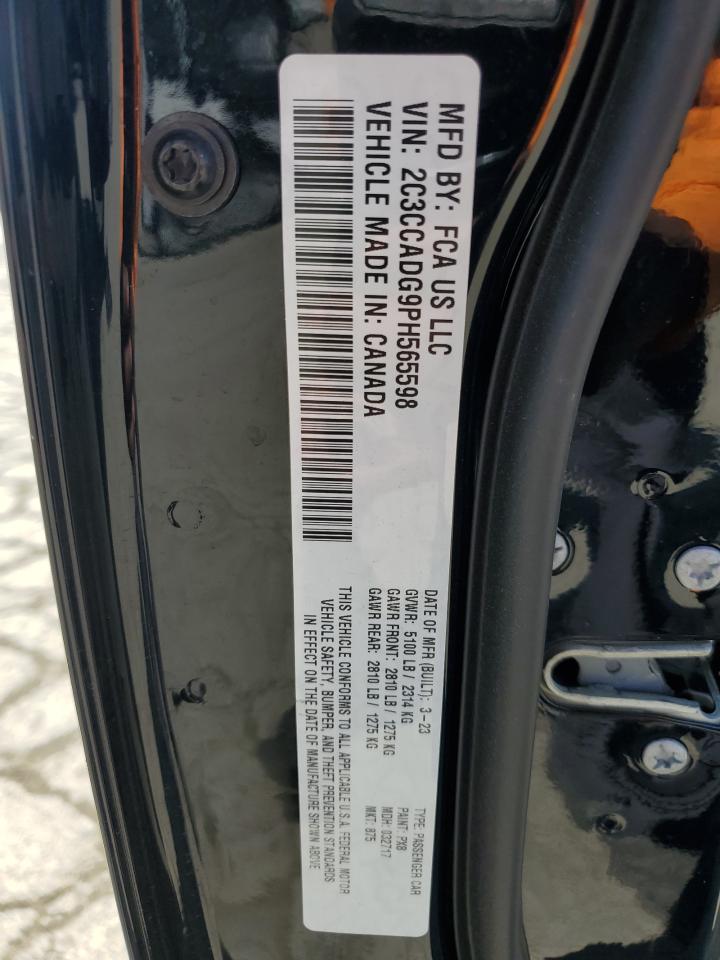 MFD BY: FCA US LLC
VIN: 2C3CCADG9PH565598
VEHICLE MADE IN: CANADA
DATE OF MFR (BUILT): 3-23
GVWR: 5100 LB / 2314 KG
GAWR FRONT: 2810 LB / 1275 KG
GAWR REAR: 2810 LB / 1275 KG
TYPE: PASSENGER CAR
PAINT: PX8
MDH: 032717
MKT: 875
THIS VEHICLE CONFORMS TO ALL APPLICABLE U.S.A. FEDERAL MOTOR
VEHICLE SAFETY, BUMPER, AND THEFT PREVENTION STANDARDS
IN EFFECT ON THE DATE OF MANUFACTURE SHOWN ABOVE